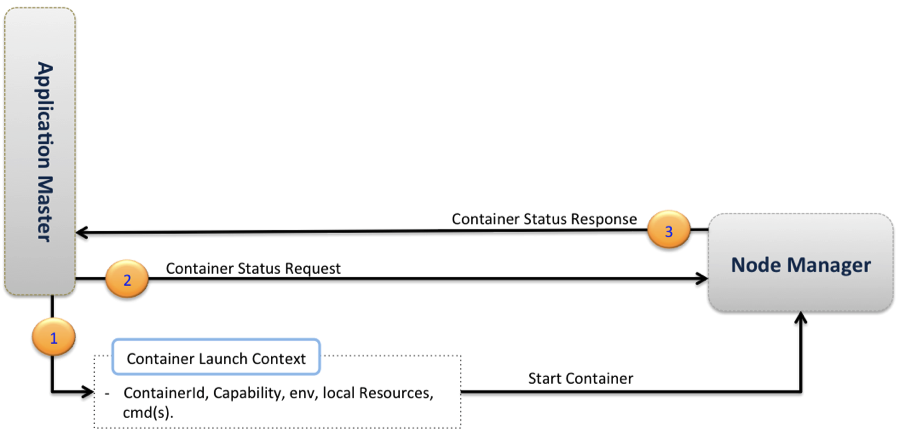 Application Master
Container Status Response
3
Node Manager
Container Status Request
2
1
Container Launch Context
Start Container
- ContainerId, Capability, env, local Resources,
cmd(s).